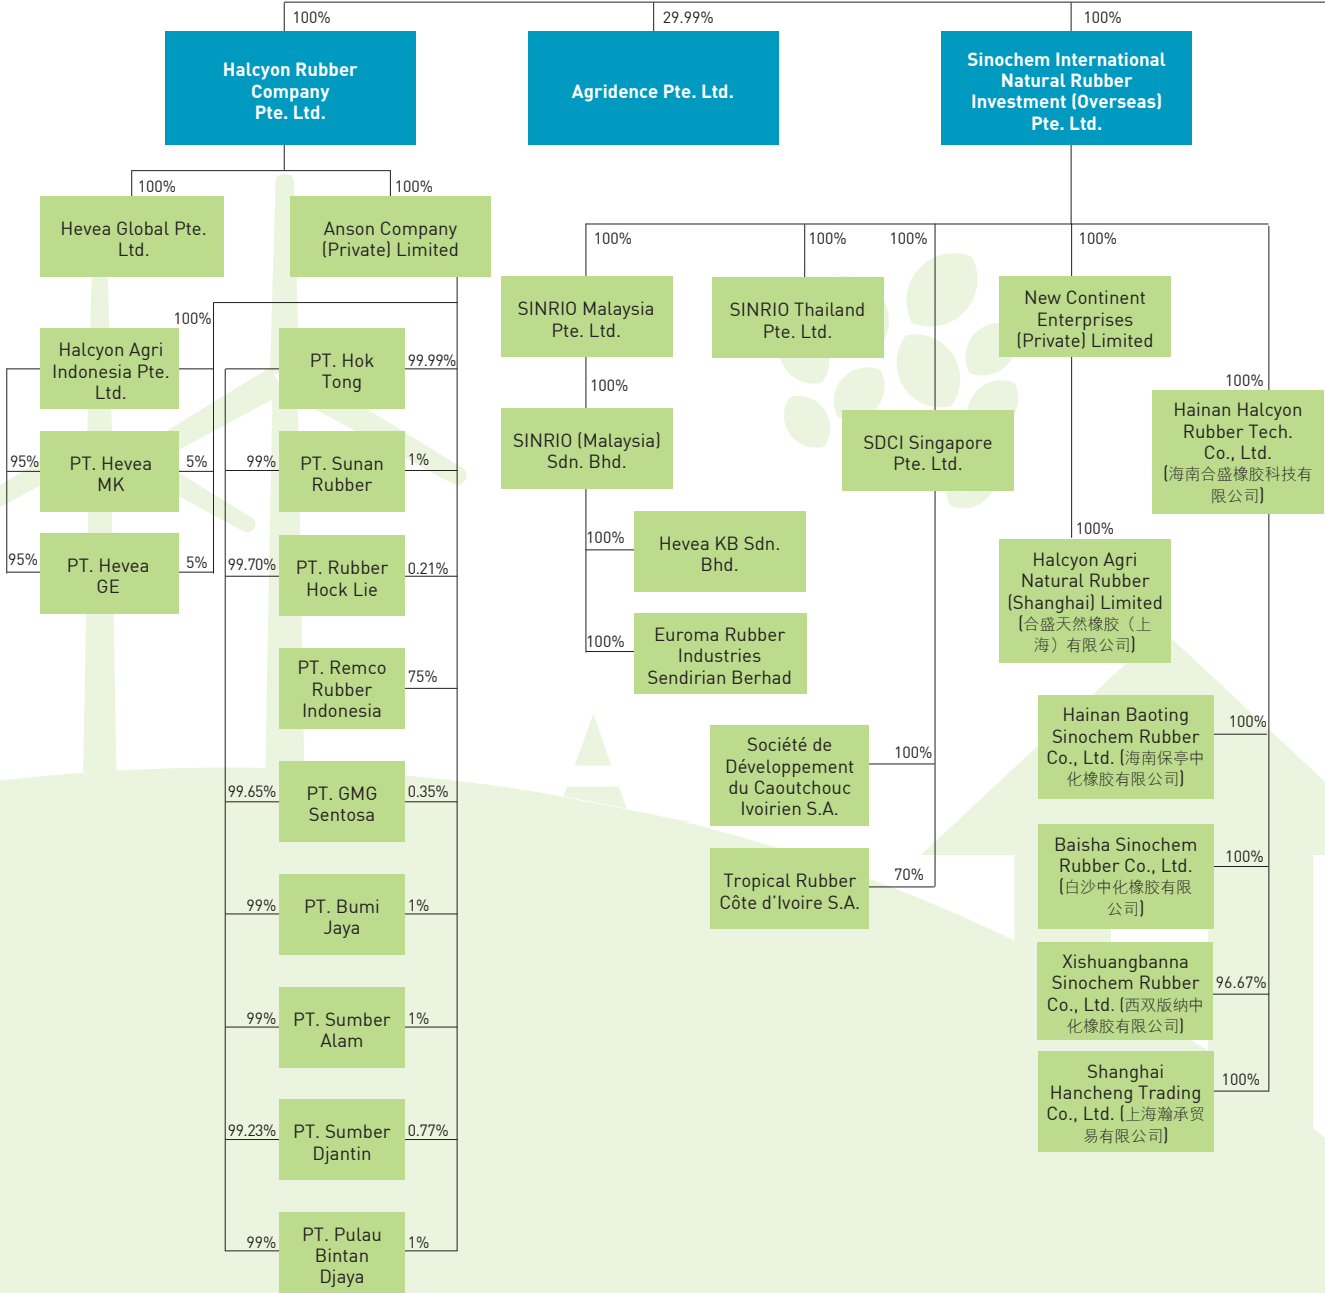 100%
29.99%
100%
Halcyon Rubber
Company
Pte. Ltd.
Agridence Pte. Ltd.
Sinochem International
Natural Rubber
Investment (Overseas)
Pte. Ltd.
100%
100%
Hevea Global Pte.
Ltd.
Anson Company
(Private) Limited
100%
Halcyon Agri
Indonesia Pte.
Ltd.
95%
PT. Hevea
MK
5%
95%
PT. Hevea
GE
5%
PT. Hok
Tong
99.99%
99%
PT. Sunan
Rubber
1%
99.70%
PT. Rubber
Hock Lie
0.21%
PT. Remco
Rubber
Indonesia
75%
99.65%
PT. GMG
Sentosa
0.35%
99%
PT. Bumi
Jaya
1%
99%
PT. Sumber
Alam
1%
99.23%
PT. Sumber
Djantin
0.77%
99%
PT. Pulau
Bintan
Djaya
1%
100%
100%
100%
100%
SINRIO Malaysia
Pte. Ltd.
SINRIO Thailand
Pte. Ltd.
New Continent
Enterprises
(Private) Limited
100%
SINRIO (Malaysia)
Sdn. Bhd.
100%
Hevea KB Sdn.
Bhd.
100%
Euroma Rubber
Industries
Sendirian Berhad
SDCI Singapore
Pte. Ltd.
Société de
Développement
du Caoutchouc
Ivoirien S.A.
100%
Tropical Rubber
Côte d'Ivoire S.A.
70%
100%
Halcyon Agri
Natural Rubber
(Shanghai) Limited
(合盛天然橡胶（上
海）有限公司)
100%
Hainan Halcyon
Rubber Tech.
Co., Ltd.
(海南合盛橡胶科技有
限公司)
Hainan Baoting
Sinochem Rubber
Co., Ltd. (海南保亭中
化橡胶有限公司)
100%
Baisha Sinochem
Rubber Co., Ltd.
(白沙中化橡胶有限
公司)
100%
Xishuangbanna
Sinochem Rubber
Co., Ltd. (西双版纳中
化橡胶有限公司)
96.67%
Shanghai
Hancheng Trading
Co., Ltd. (上海瀚承贸
易有限公司)
100%